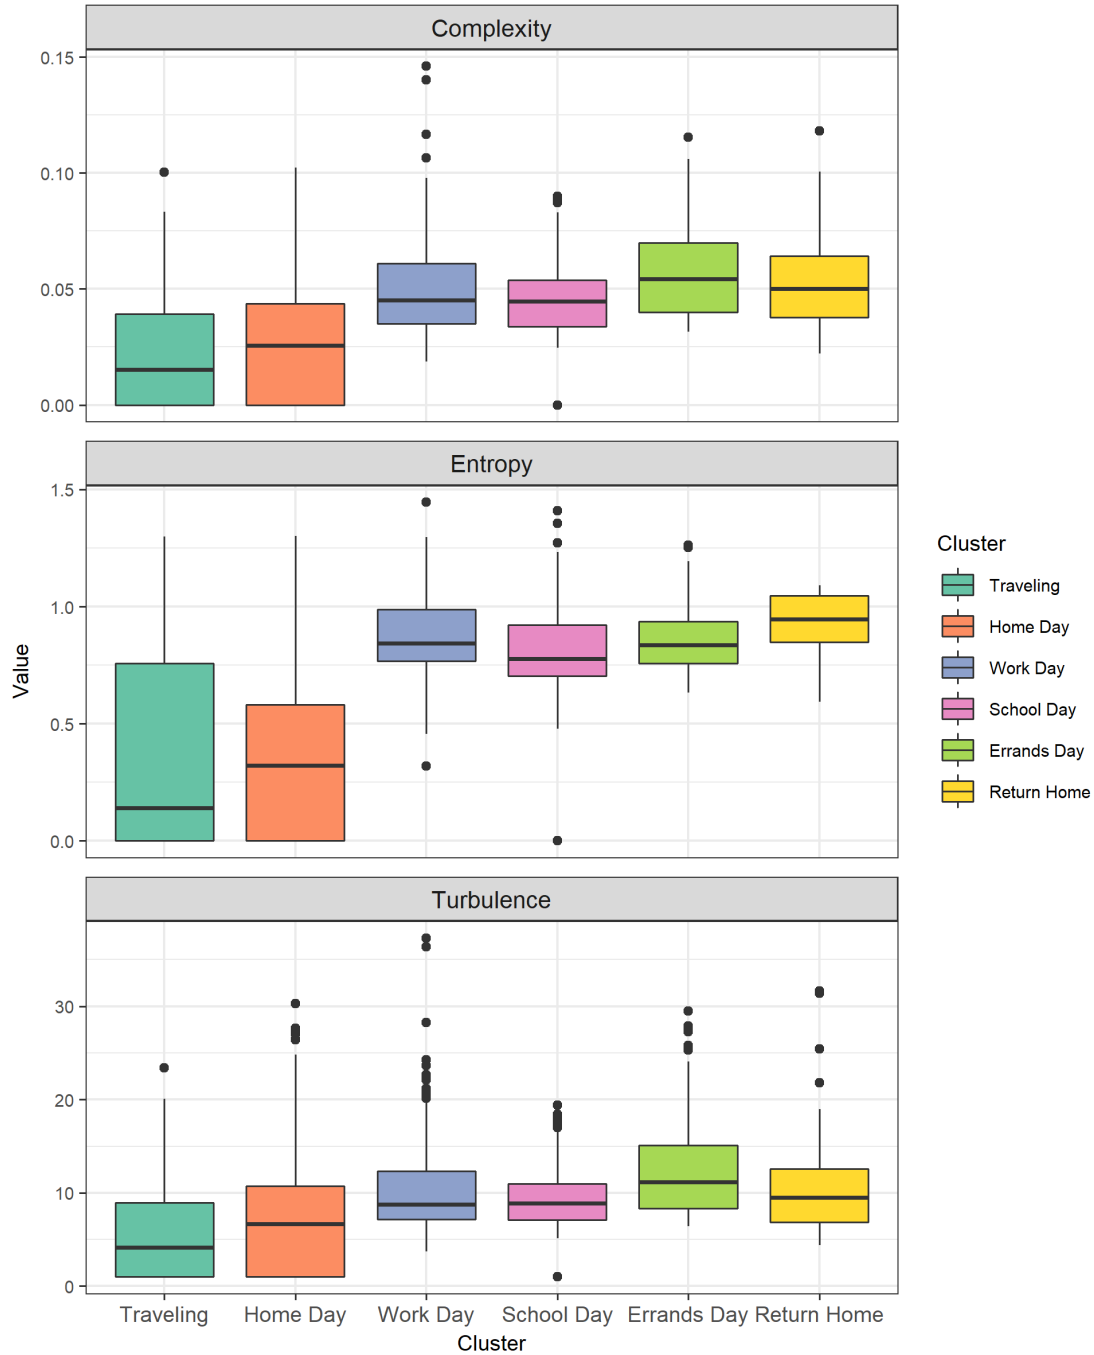 Complexity
0.15
0.10
0.05
0.00
Entropy
1.5
1.0
0.5
0.0
Turbulence
30
20
10
0
Value
Traveling Home Day Work Day School Day Errands Day Return Home
Cluster
Cluster
Traveling
Home Day
Work Day
School Day
Errands Day
Return Home